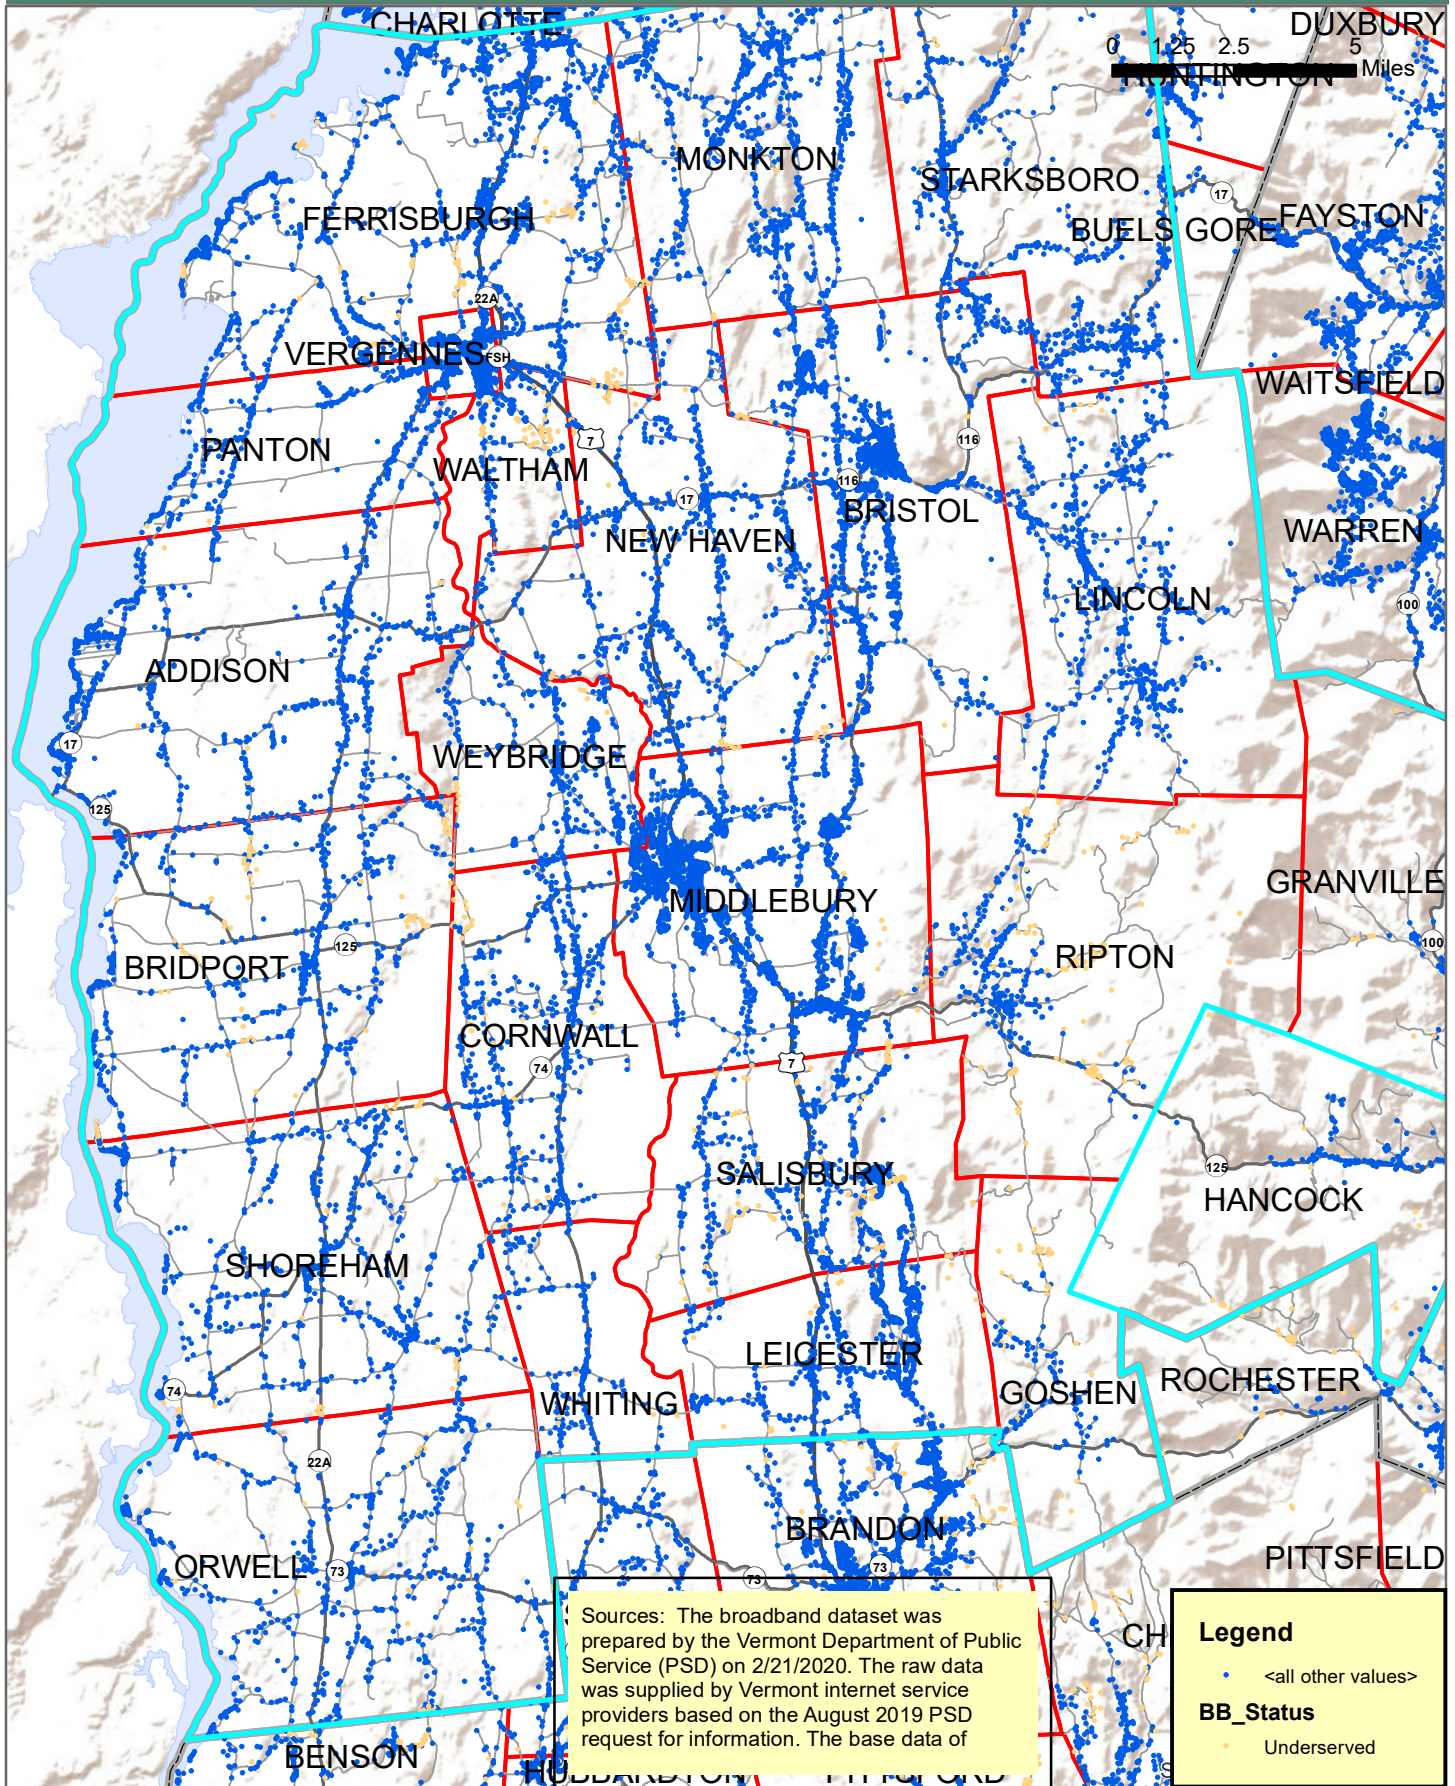 CHARLOTTE
DUXBURY
0 1.25 2.5 5
Miles
HUNTINGTON
MONKTON
STARKSBORO
17
FERRISBURGH
BUELS GORE
FAYSTON
22A
VERGENNES
FSH
WAITSFIELD
PANTON
WALTHAM
7
116
17
116
BRISTOL
NEW HAVEN
WARREN
LINCOLN
100
ADDISON
17
WEYBRIDGE
125
MIDDLEBURY
GRANVILLE
125
100
BRIDPORT
RIPTON
CORNWALL
74
7
SALISBURY
125
HANCOCK
SHOREHAM
LEICESTER
74
WHITING
GOSHEN
ROCHESTER
22A
BRANDON
ORWELL
73
73
73
PITTSFIELD
Sources: The broadband dataset was
prepared by the Vermont Department of Public
Service (PSD) on 2/21/2020. The raw data
was supplied by Vermont internet service
providers based on the August 2019 PSD
request for information. The base data of
CH
Legend
<all other values>
BB_Status
Underserved
BENSON
HUBBARDTON
PITTSFORD